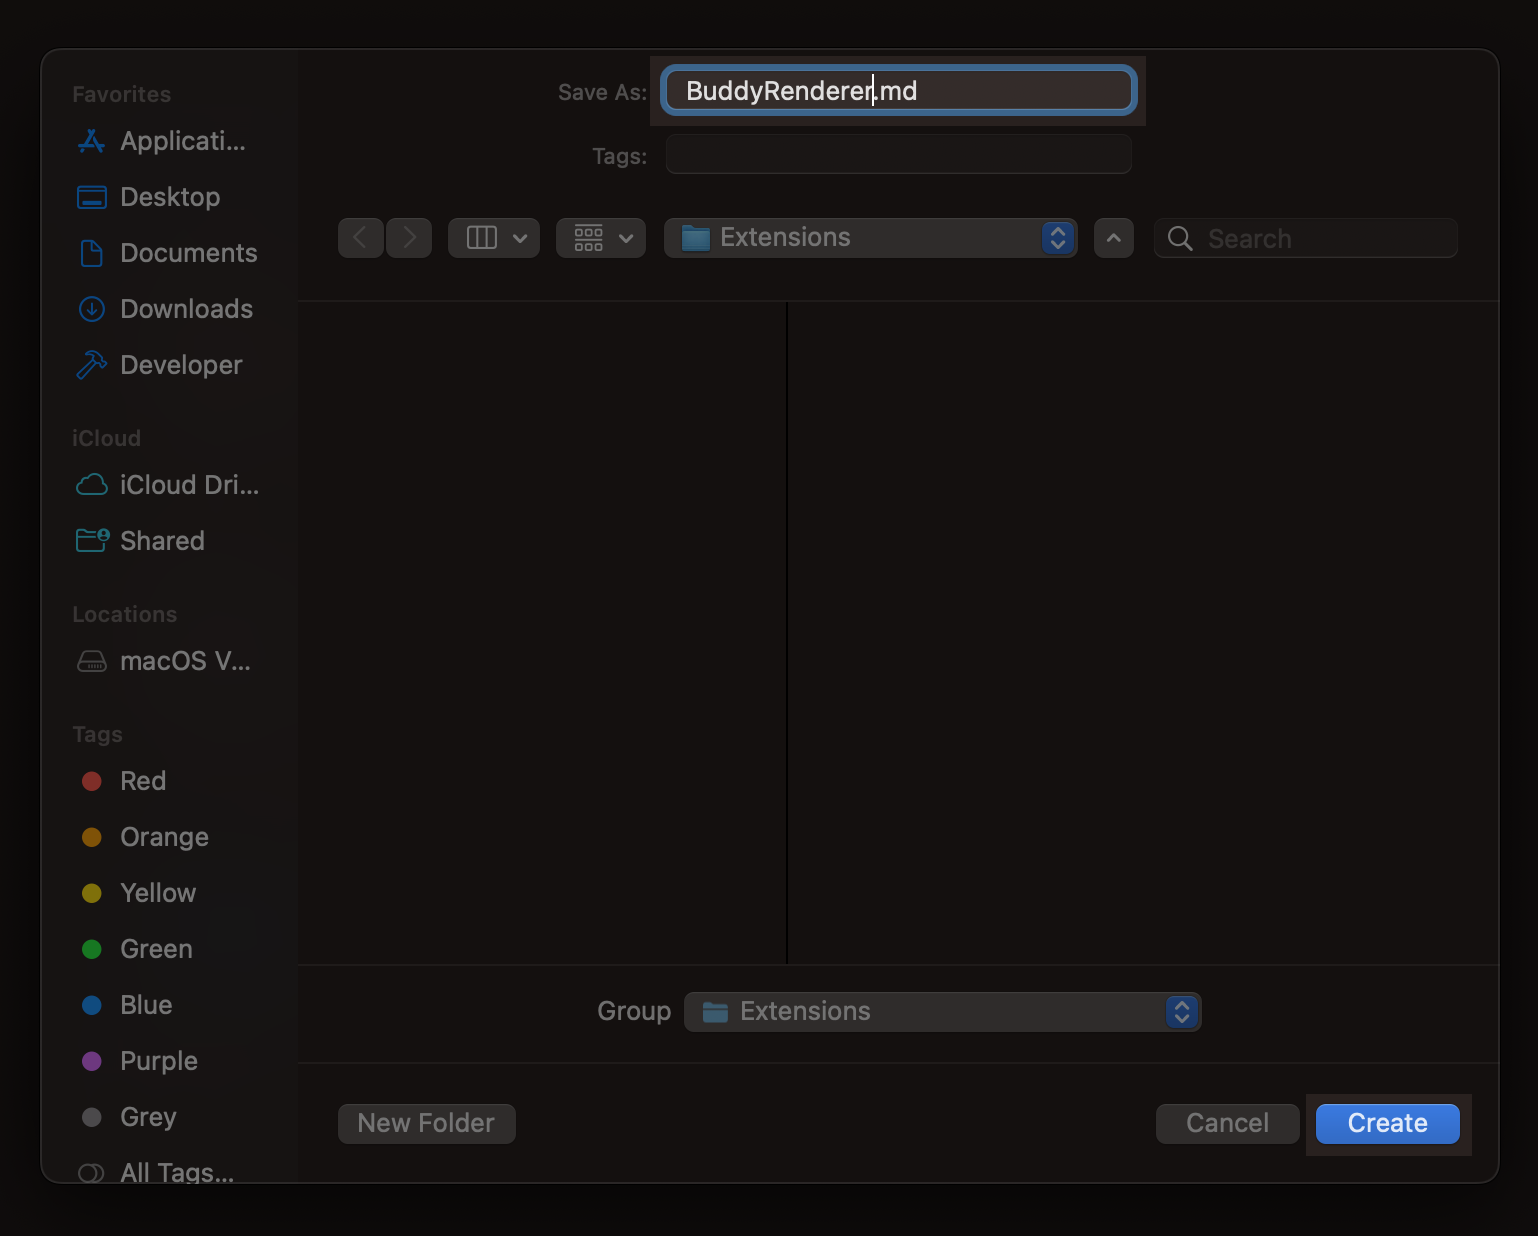 Favorites
Applicati...
Desktop
Documents
Downloads
Developer
iCloud
iCloud Dri...
Shared
Locations
macOS V...
Tags
Red
Orange
Yellow
Green
Blue
Purple
Grey
All Tags...
Save As: BuddyRenderer.md
Tags:
Extensions
Search
Group Extensions
New Folder
Cancel
Create